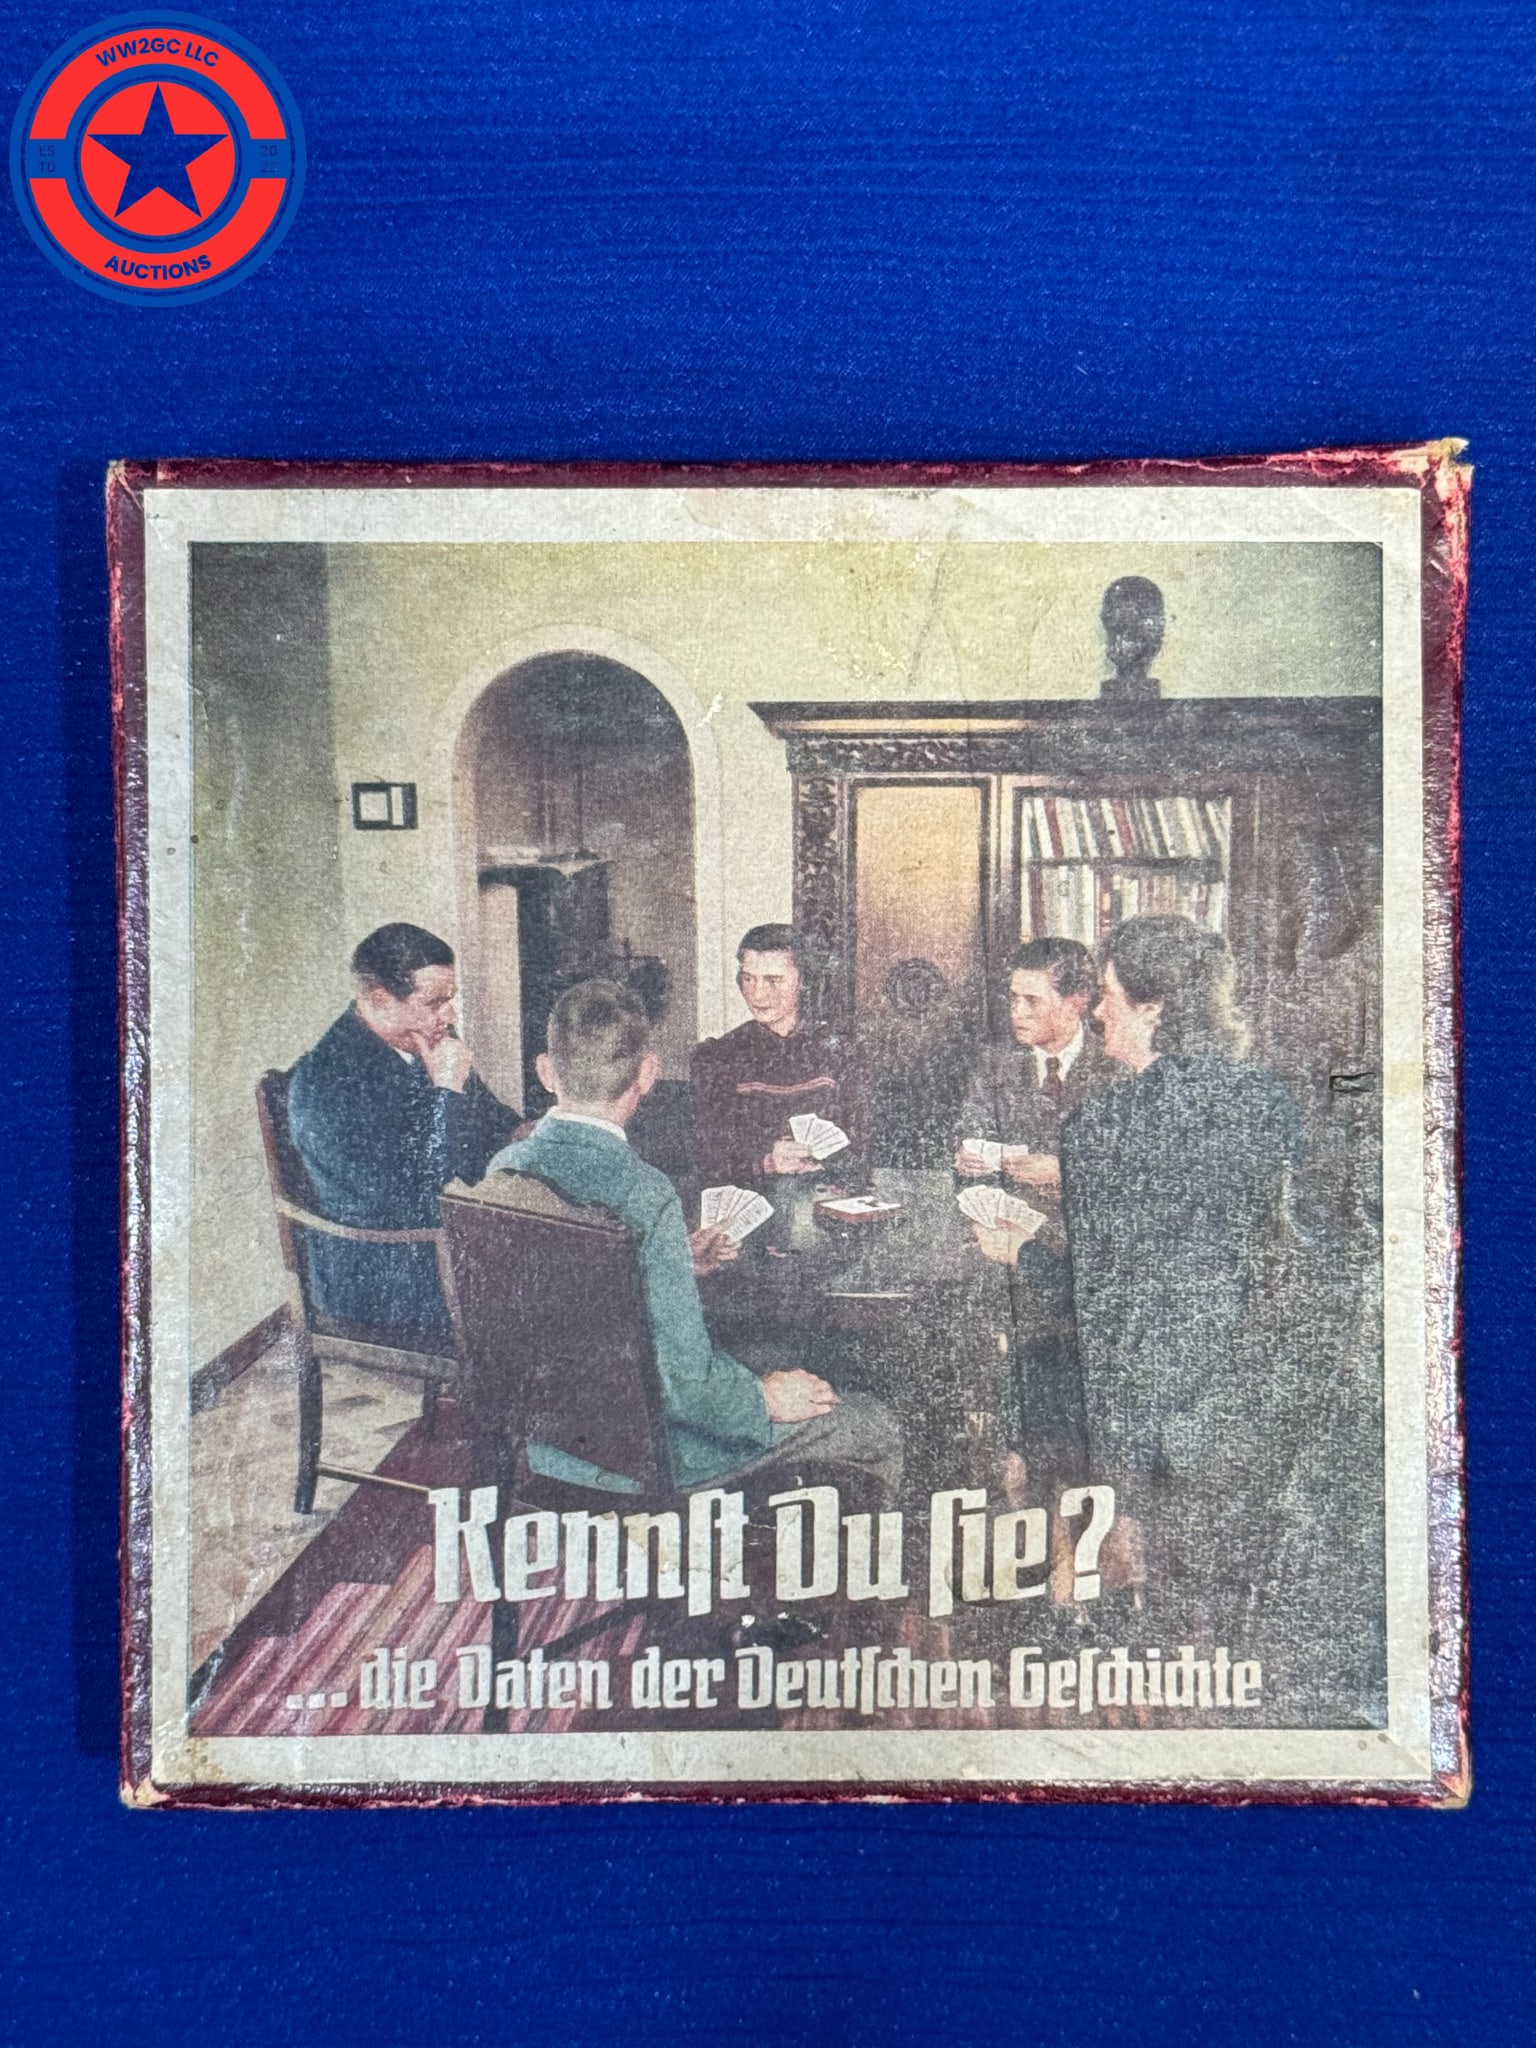 WW2GC LLC
ES
TD
20
22
AUCTIONS
Kennſt Du ſie?
...die Daten der Deutſchen Geſchichte